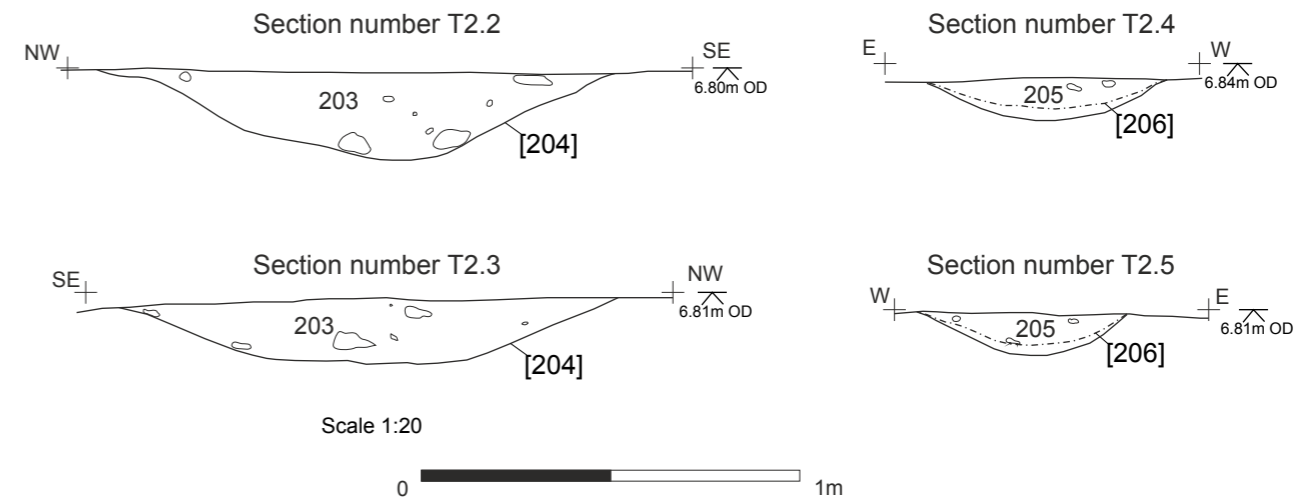 Section number T2.2
NW
SE
6.80m OD
203
[204]
Section number T2.4
E
W
6.84m OD
205
[206]
Section number T2.3
SE
NW
6.81m OD
203
[204]
Section number T2.5
W
E
6.81m OD
205
[206]
Scale 1:20
0
1m